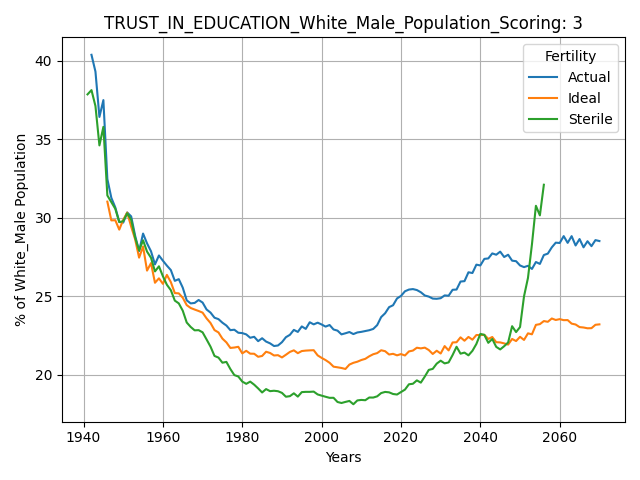 TRUST_IN_EDUCATION_White_Male_Population_Scoring: 3
Fertility
Actual
Ideal
Sterile
% of White_Male Population
40
35
30
25
20
1940 1960 1980 2000 2020 2040 2060
Years